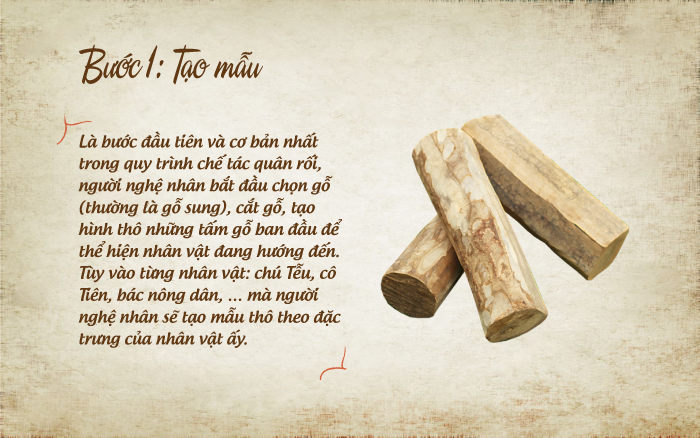 Bước 1: Tạo mẫu
Là bước đầu tiên và cơ bản nhất
trong quy trình chế tác quân rối,
người nghệ nhân bắt đầu chọn gỗ
(thường là gỗ sung), cắt gỗ, tạo
hình thô những tấm gỗ ban đầu để
thể hiện nhân vật đang hướng đến.
Tùy vào từng nhân vật: chú Tễu, cô
Tiên, bác nông dân, ... mà người
nghệ nhân sẽ tạo mẫu thô theo đặc
trưng của nhân vật ấy.